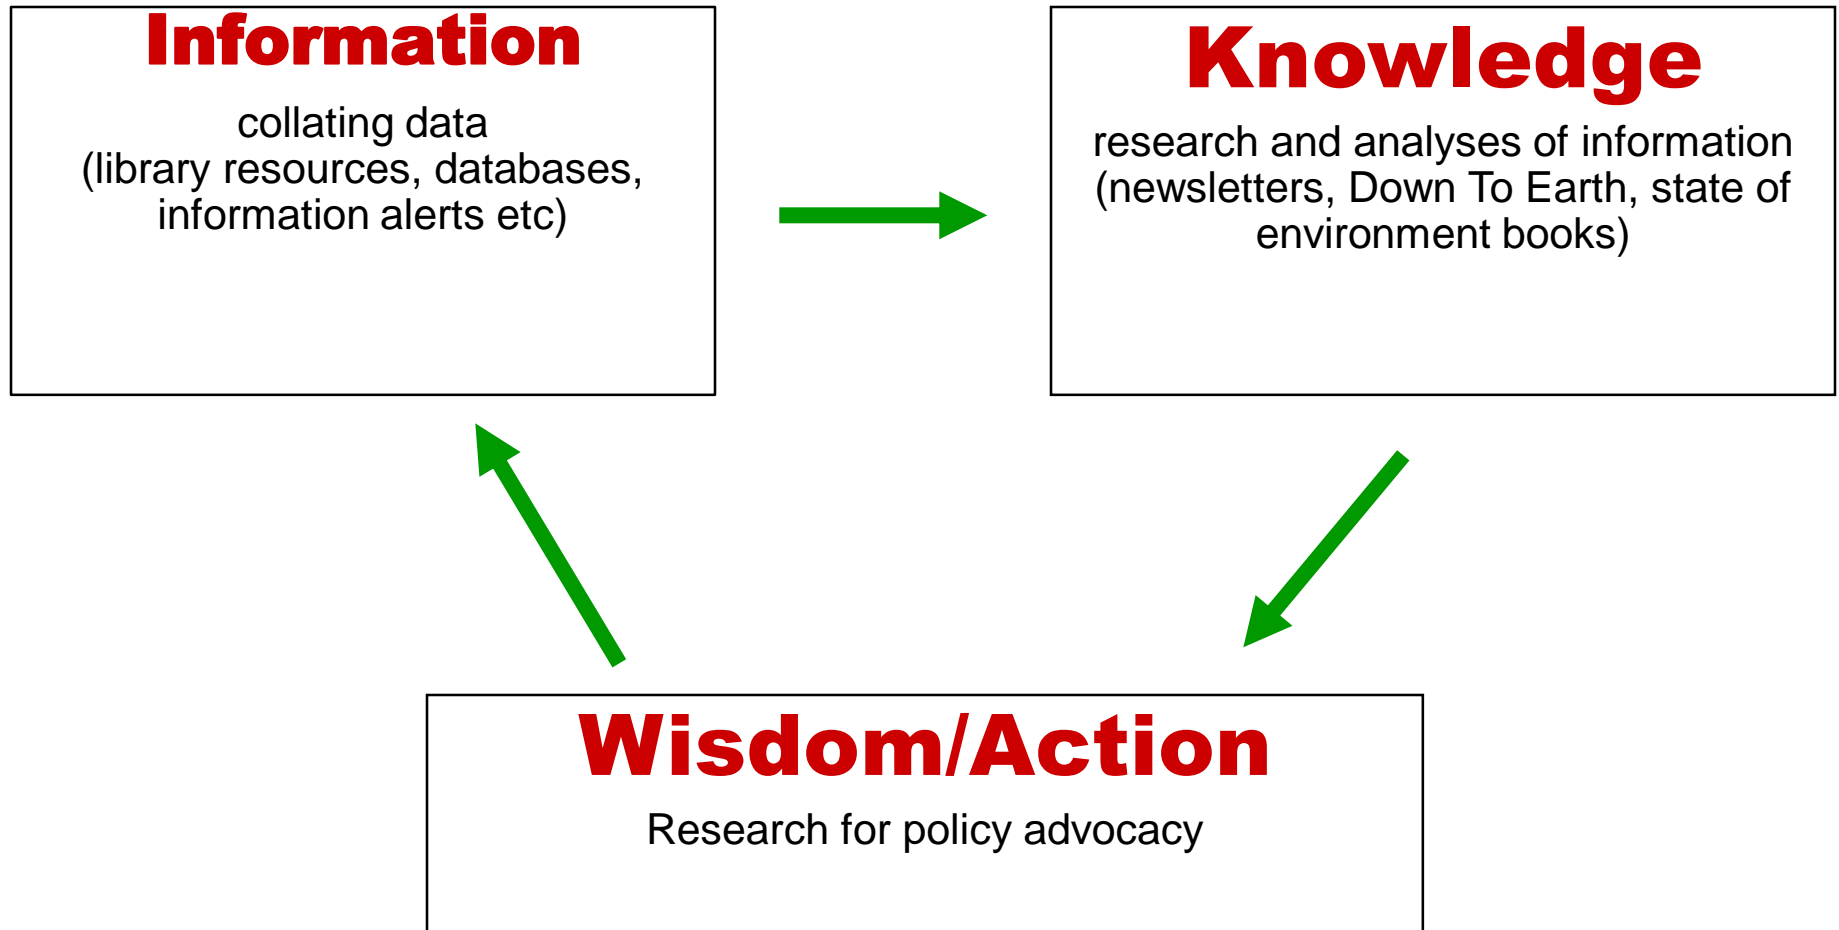 Information
collating data
(library resources, databases,
information alerts etc)
Knowledge
research and analyses of information
(newsletters, Down To Earth, state of
environment books)
Wisdom/Action
Research for policy advocacy